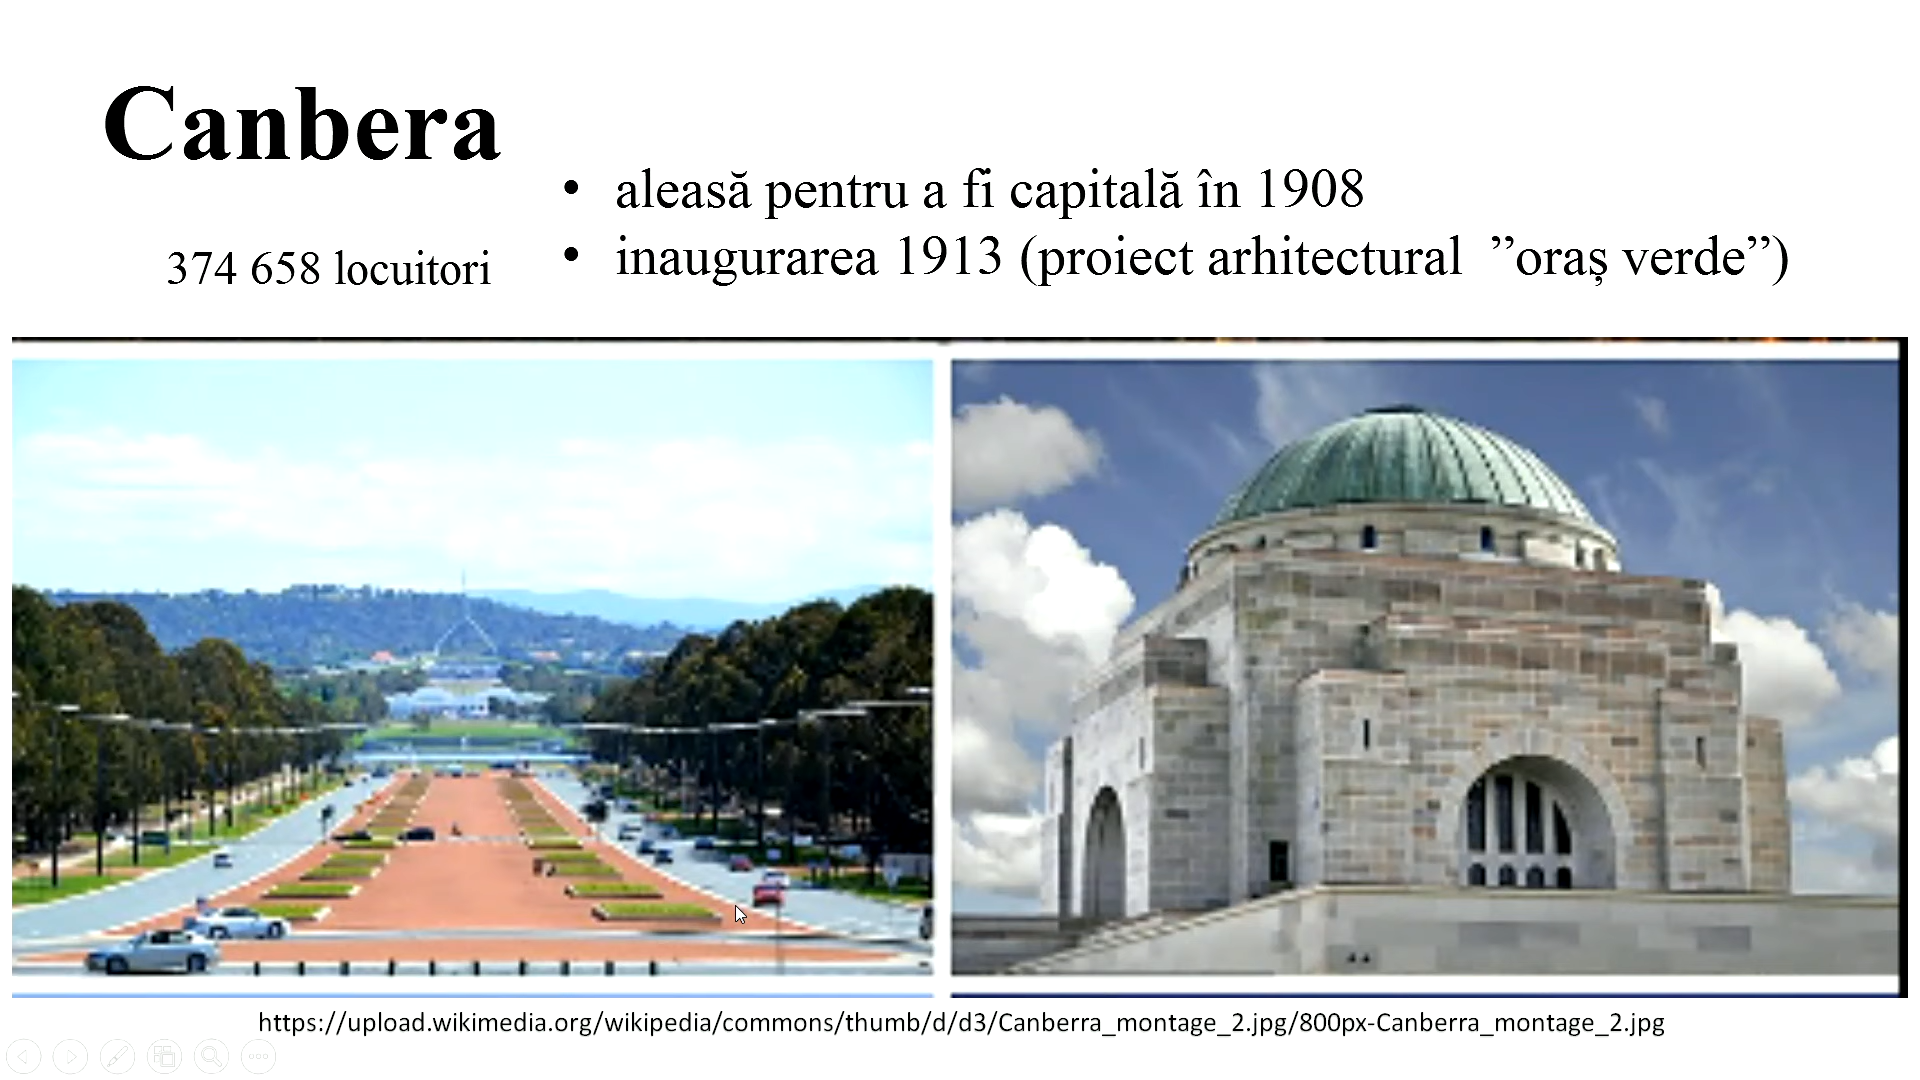 Canbera
374 658 locuitori
• aleasă pentru a fi capitală în 1908
• inaugurarea 1913 (proiect arhitectural ”oraș verde”)
https://upload.wikimedia.org/wikipedia/commons/thumb/d/d3/Canberra_montage_2.jpg/800px-Canberra_montage_2.jpg